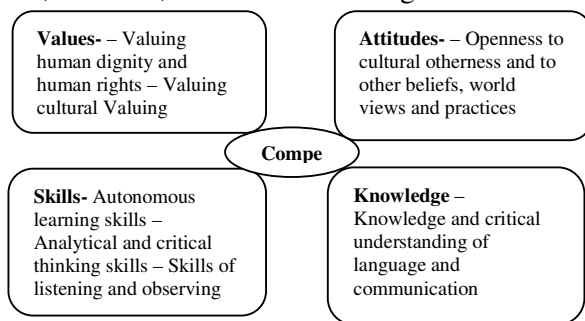 Values- – Valuing
human dignity and
human rights – Valuing
cultural Valuing
Attitudes- – Openness to
cultural otherness and to
other beliefs, world
views and practices
Compe
Skills- Autonomous
learning skills –
Analytical and critical
thinking skills – Skills of
listening and observing
Knowledge –
Knowledge and critical
understanding of
language and
communication